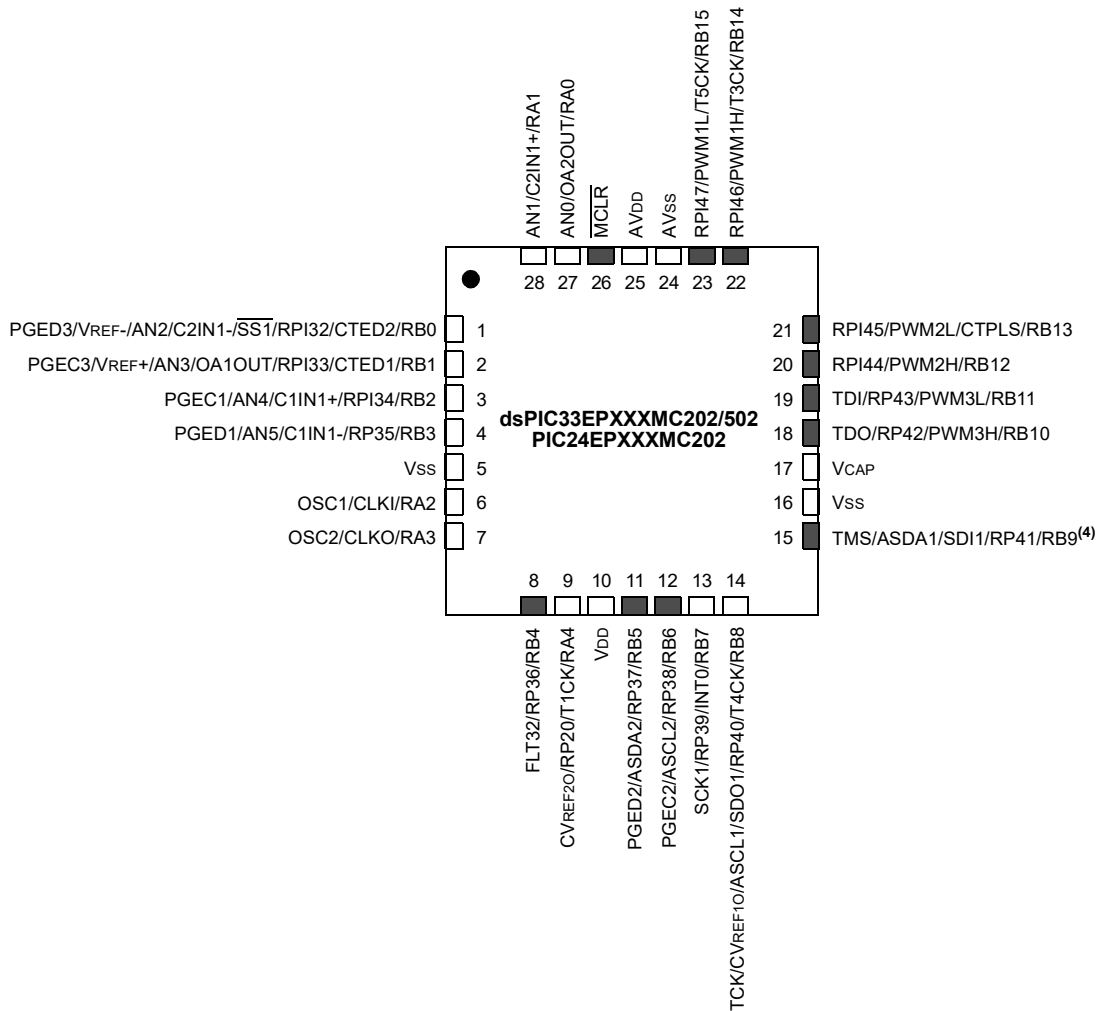 AN1/C2IN1+/RA1
AN0/OA2OUT/RA0
MCLR
AVDD
AVSS
RPI47/PWM1L/T5CK/RB15
RPI46/PWM1H/T3CK/RB14
28 27 26 25 24 23 22
PGED3/VREF-/AN2/C2IN1-/SS1/RPI32/CTED2/RB0 1
PGEC3/VREF+/AN3/OA1OUT/RPI33/CTED1/RB1 2
PGEC1/AN4/C1IN1+/RPI34/RB2 3
PGED1/AN5/C1IN1-/RP35/RB3 4
VSS 5
OSC1/CLKI/RA2 6
OSC2/CLKO/RA3 7
dsPIC33EPXXXMC202/502
PIC24EPXXXMC202
21 RPI45/PWM2L/CTPLS/RB13
20 RPI44/PWM2H/RB12
19 TDI/RP43/PWM3L/RB11
18 TDO/RP42/PWM3H/RB10
17 VCAP
16 VSS
15 TMS/ASDA1/SDI1/RP41/RB9(4)
8 9 10 11 12 13 14
FLT32/RP36/RB4
CVREF2O/RP20/T1CK/RA4
VDD
PGED2/ASDA2/RP37/RB5
PGEC2/ASCL2/RP38/RB6
SCK1/RP39/INT0/RB7
TCK/CVREF1O/ASCL1/SDO1/RP40/T4CK/RB8